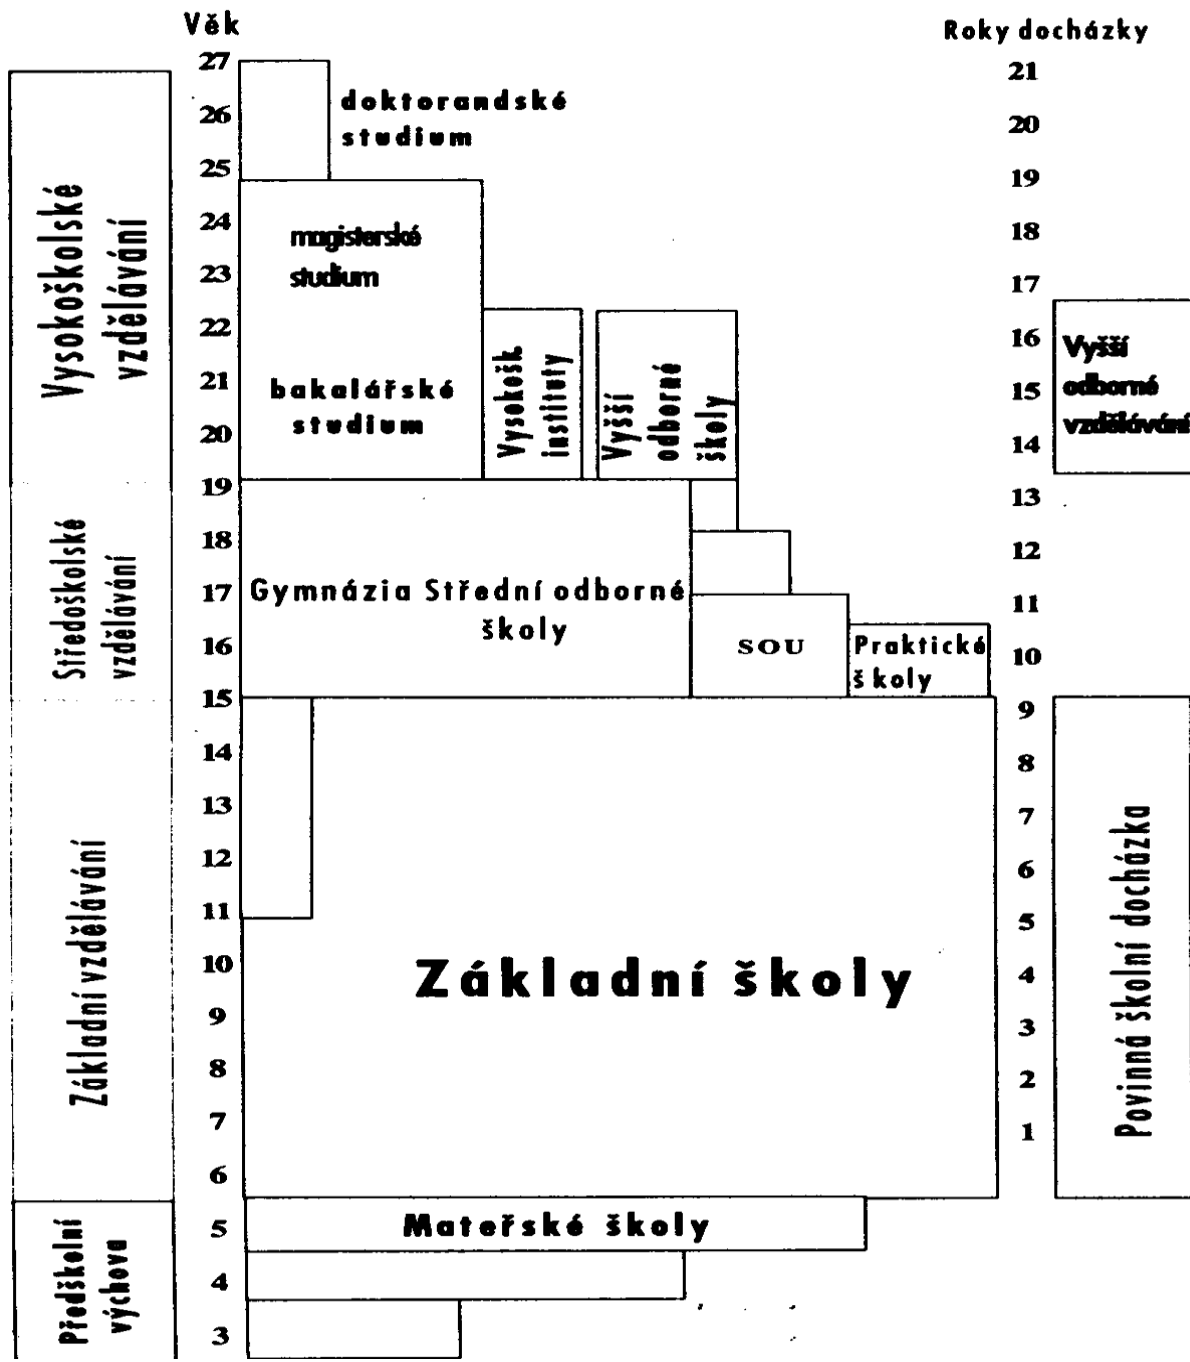 Věk
Roky docházky
27
26
25
24
23
22
21
20
19
18
17
16
15
14
13
12
11
10
9
8
7
6
5
4
3
21
20
19
18
17
16
15
14
13
12
11
10
9
8
7
6
5
4
3
2
1
Vysokoškolské
vzdělávání
Středoškolské
vzdělávání
Základní vzdělávání
Předškolní
výchova
doktorandské
studium
magisterské
studium
bakalářské
studium
Vysokošk.
instituty
Vyšší
odborné
školy
Vyšší
odborné
vzdělávání
Gymnázia Střední odborné
školy
SOU
Praktické
školy
Základní školy
Povinná školní docházka
Mateřské školy